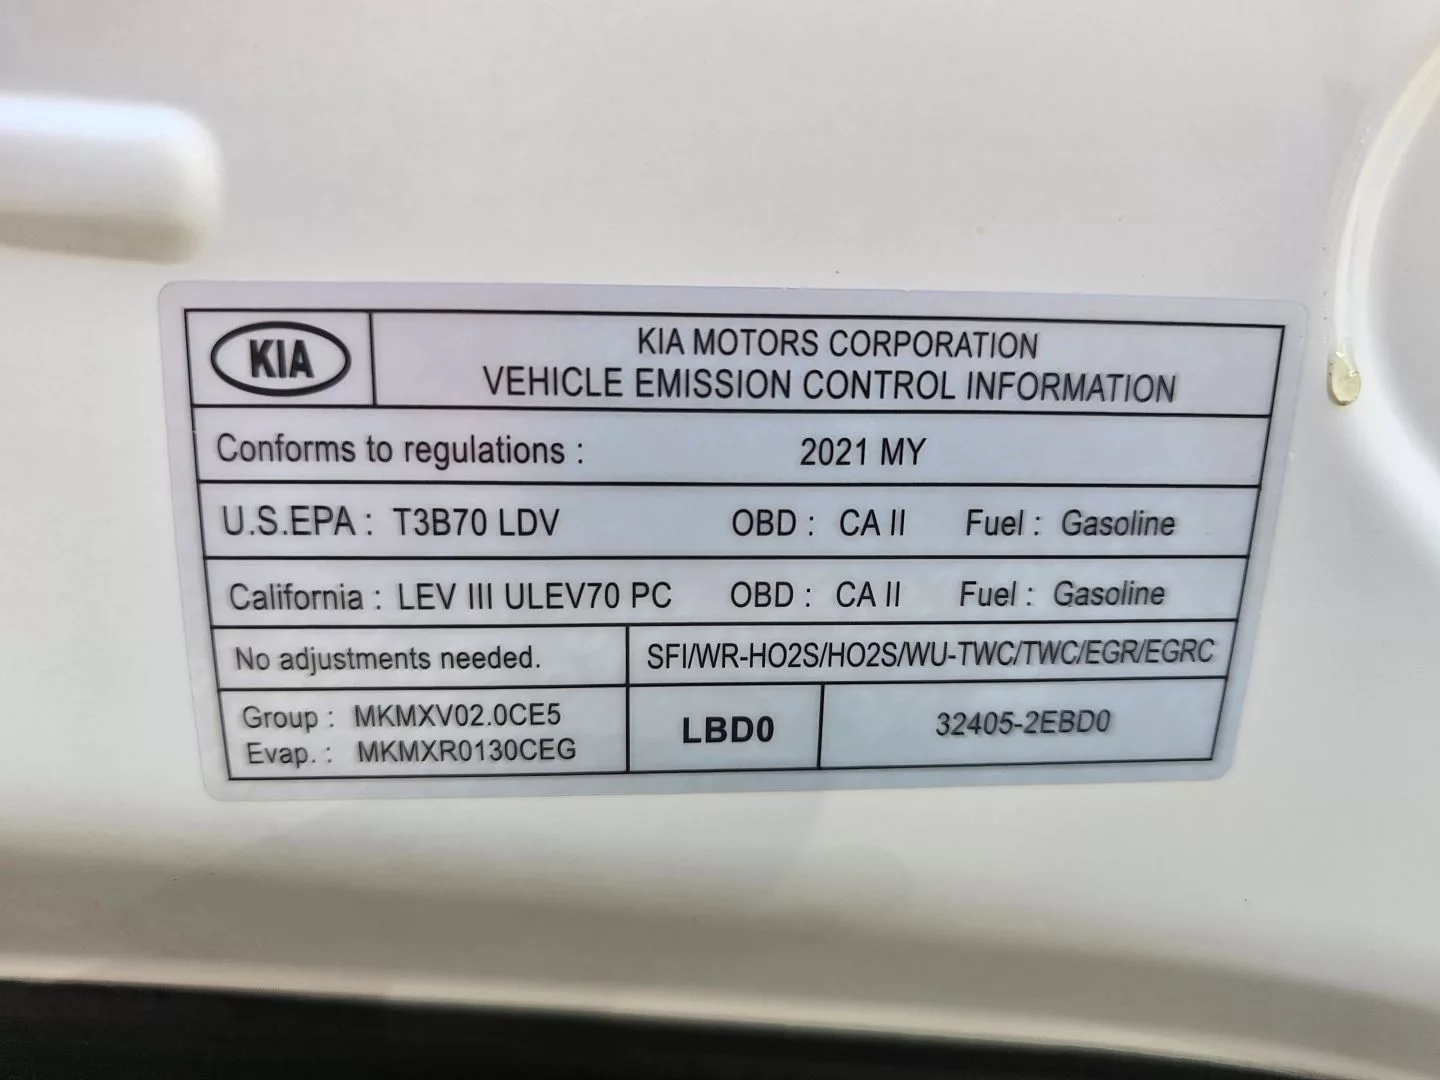 KIA
KIA MOTORS CORPORATION
VEHICLE EMISSION CONTROL INFORMATION
Conforms to regulations : 2021 MY
U.S.EPA : T3B70 LDV OBD : CA II Fuel : Gasoline
California : LEV III ULEV70 PC OBD : CA II Fuel : Gasoline
No adjustments needed. SFI/WR-HO2S/HO2S/WU-TWC/TWC/EGR/EGRC
Group : MKMXV02.0CE5
Evap. : MKMXR0130CEG
LBD0
32405-2EBD0